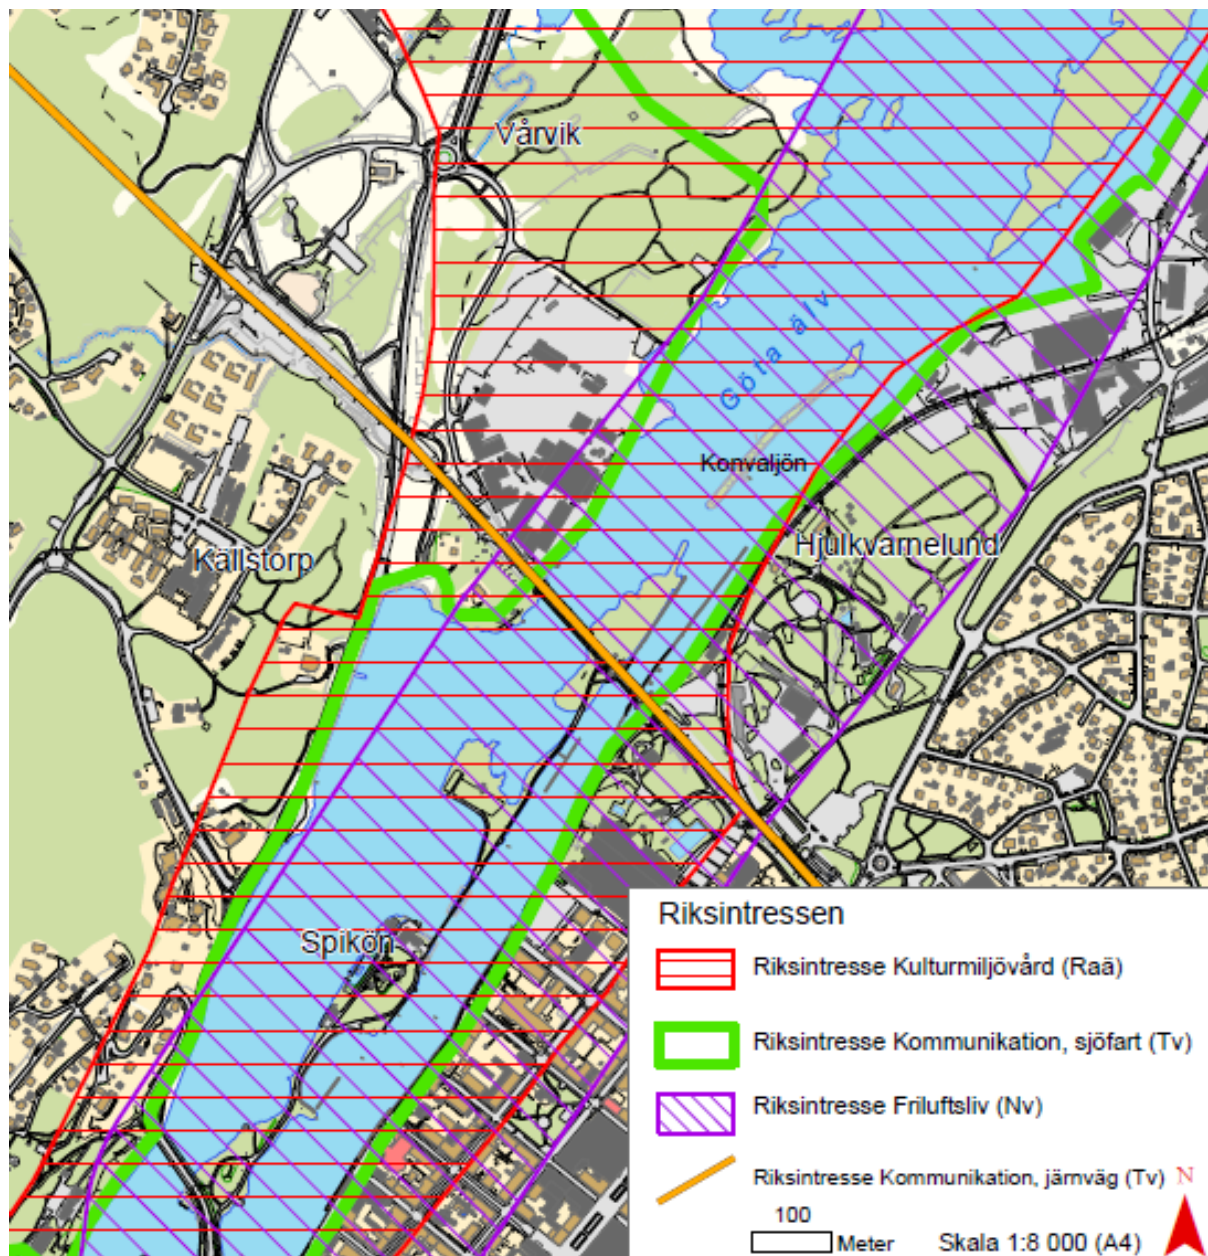 Vårvik
Göta älv
Konvaljön
Hjulkvarnelund
Källstorp
Spikön
Riksintressen
Riksintresse Kulturmiljövård (Raä)
Riksintresse Kommunikation, sjöfart (Tv)
Riksintresse Friluftsliv (Nv)
Riksintresse Kommunikation, järnväg (Tv)
N
100
Meter
Skala 1:8 000 (A4)